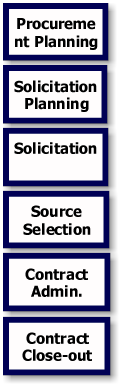 Procureme
nt Planning
Solicitation
Planning
Solicitation
Source
Selection
Contract
Admin.
Contract
Close-out